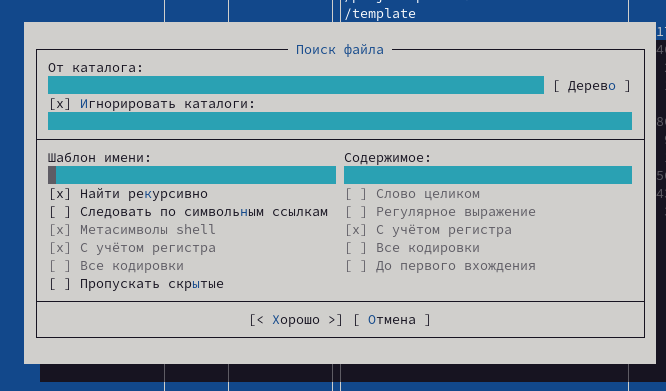 /template
Поиск файла
От каталога:
[ Дерево ]
[x] Игнорировать каталоги:
Шаблон имени: Содержимое:
[x] Найти рекурсивно [ ] Слово целиком
[ ] Следовать по символьным ссылкам [ ] Регулярное выражение
[x] Метасимволы shell [x] С учётом регистра
[x] С учётом регистра [ ] Все кодировки
[ ] Все кодировки [ ] До первого вхождения
[ ] Пропускать скрытые
[< Хорошо >] [ Отмена ]